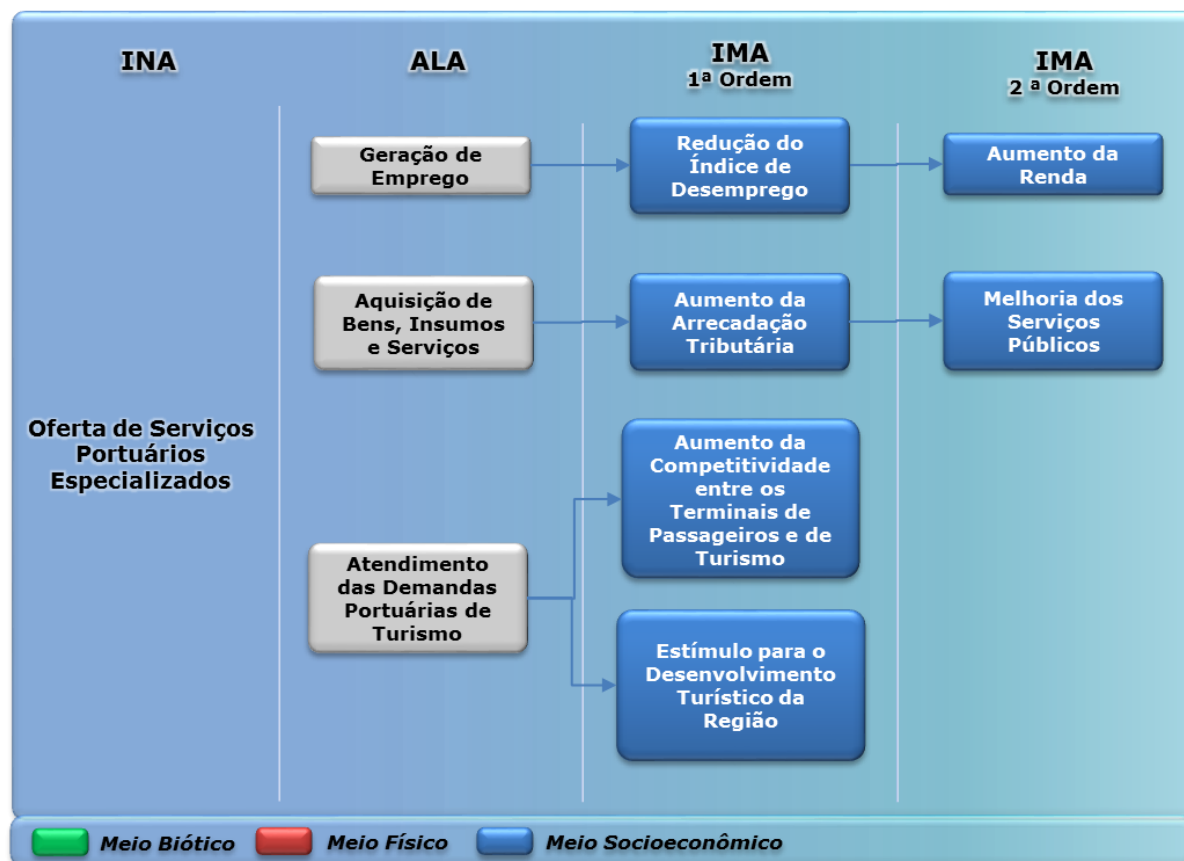 INA
ALA
IMA
1ª Ordem
IMA
2 ª Ordem
Geração de
Emprego
Redução do
Índice de
Desemprego
Aumento da
Renda
Aquisição de
Bens, Insumos
e Serviços
Aumento da
Arrecadação
Tributária
Melhoria dos
Serviços
Públicos
Oferta de Serviços
Portuários
Especializados
Aumento da
Competitividade
entre os
Terminais de
Passageiros e de
Turismo
Atendimento
das Demandas
Portuárias de
Turismo
Estímulo para o
Desenvolvimento
Turístico da
Região
Meio Biótico
Meio Físico
Meio Socioeconômico